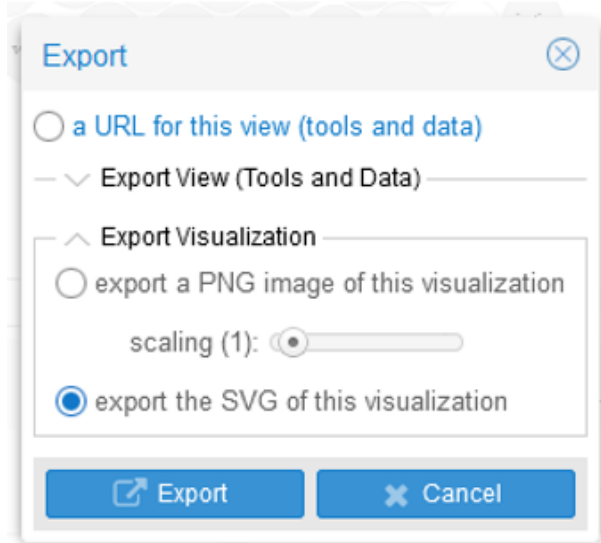 Export
a URL for this view (tools and data)
Export View (Tools and Data)
Export Visualization
export a PNG image of this visualization
scaling (1):
export the SVG of this visualization
Export
Cancel